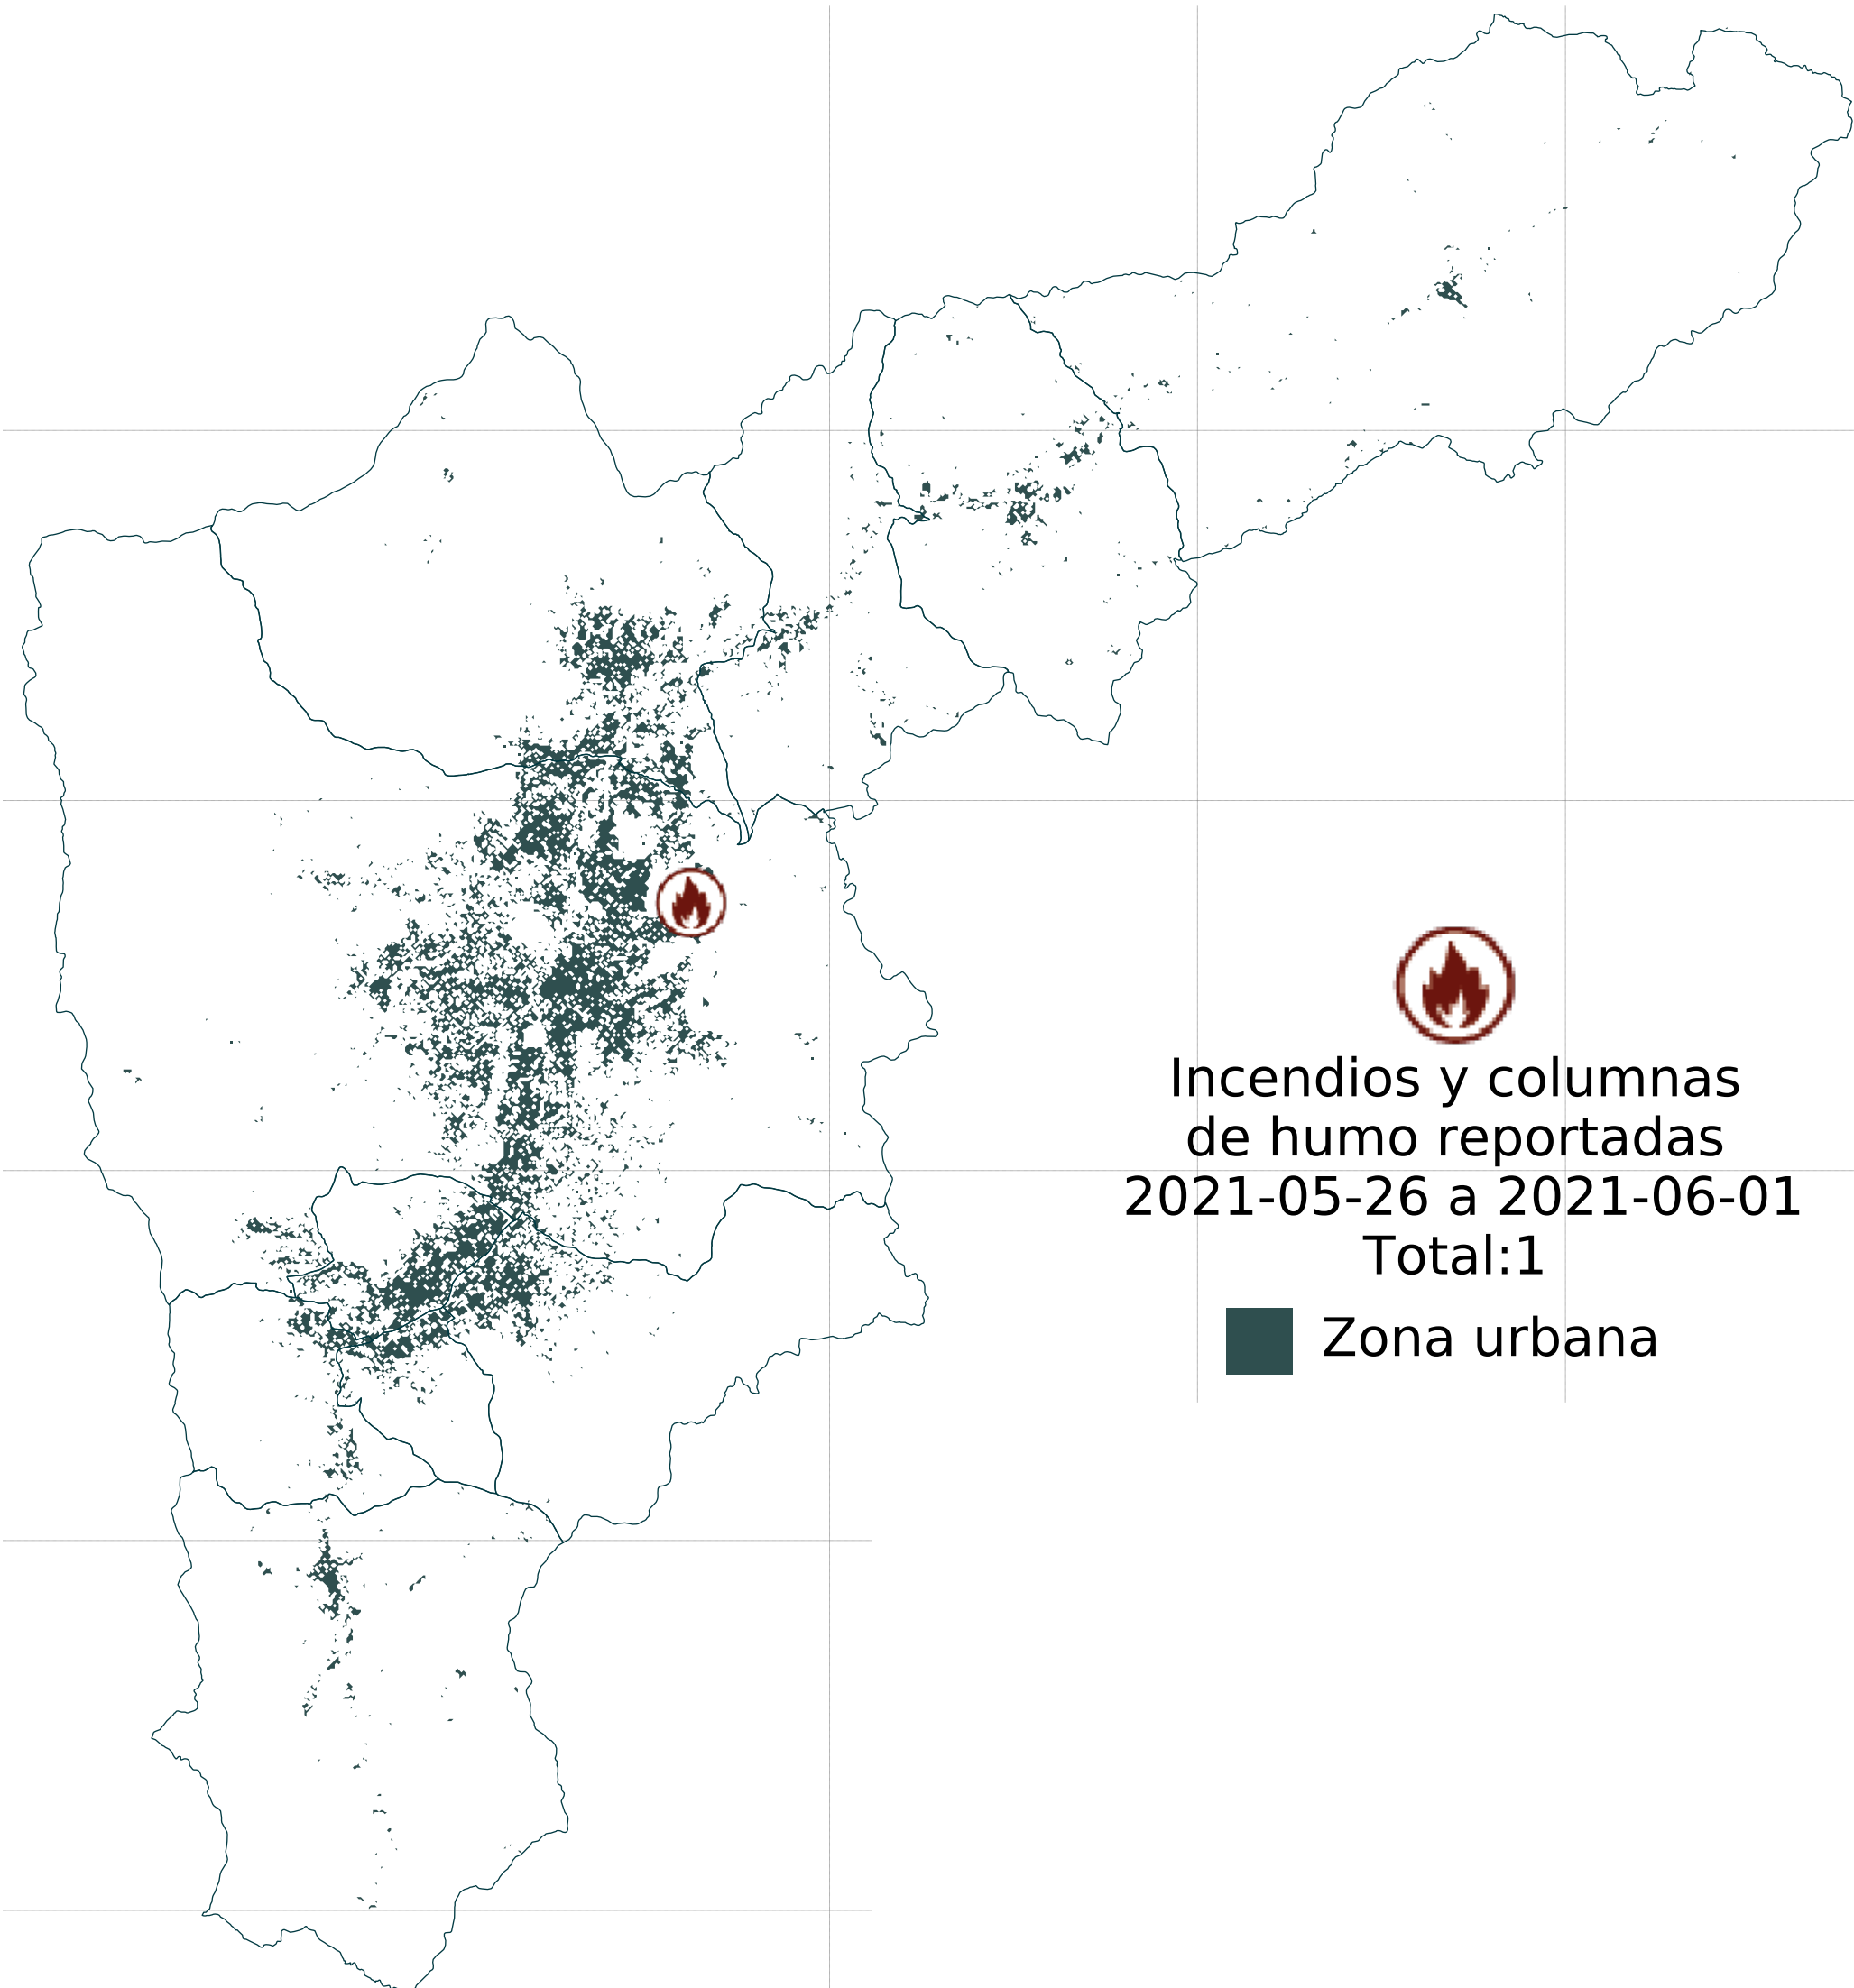 Incendios y columnas
de humo reportadas
2021-05-26 a 2021-06-01
Total:1
Zona urbana